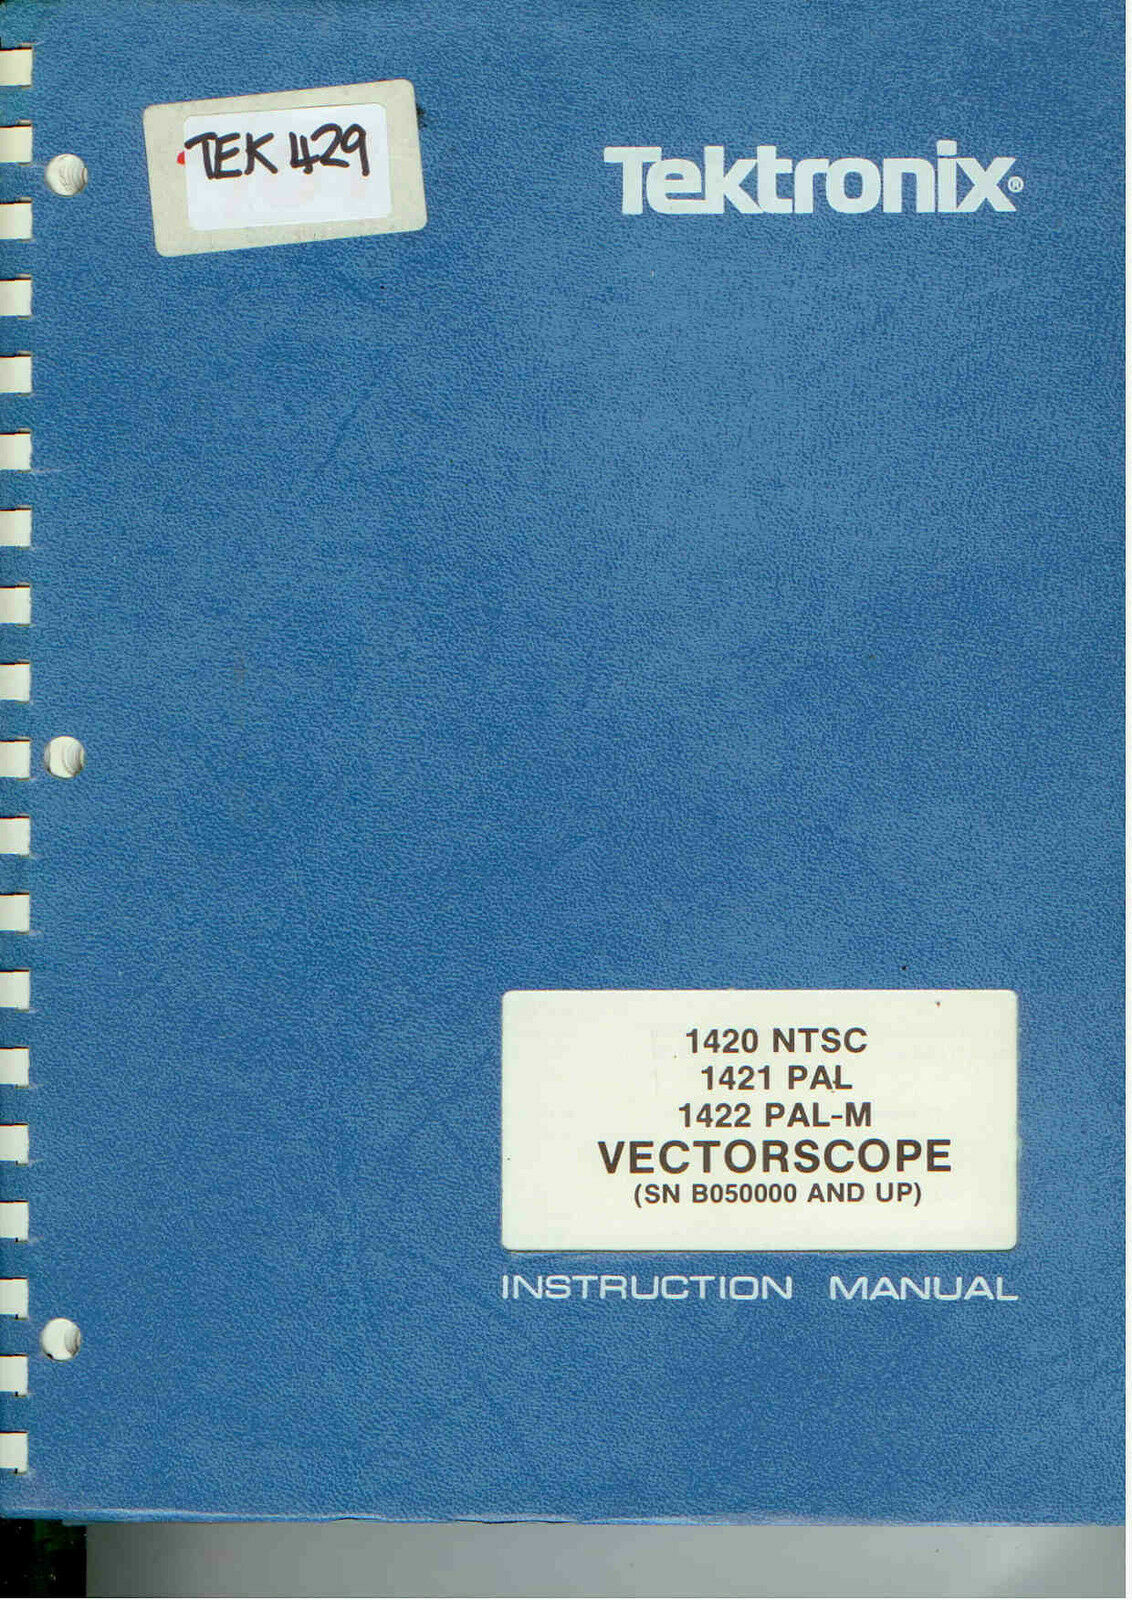 TEK 429
Tektronix®
1420 NTSC
1421 PAL
1422 PAL-M
VECTORSCOPE
(SN B050000 AND UP)
INSTRUCTION MANUAL